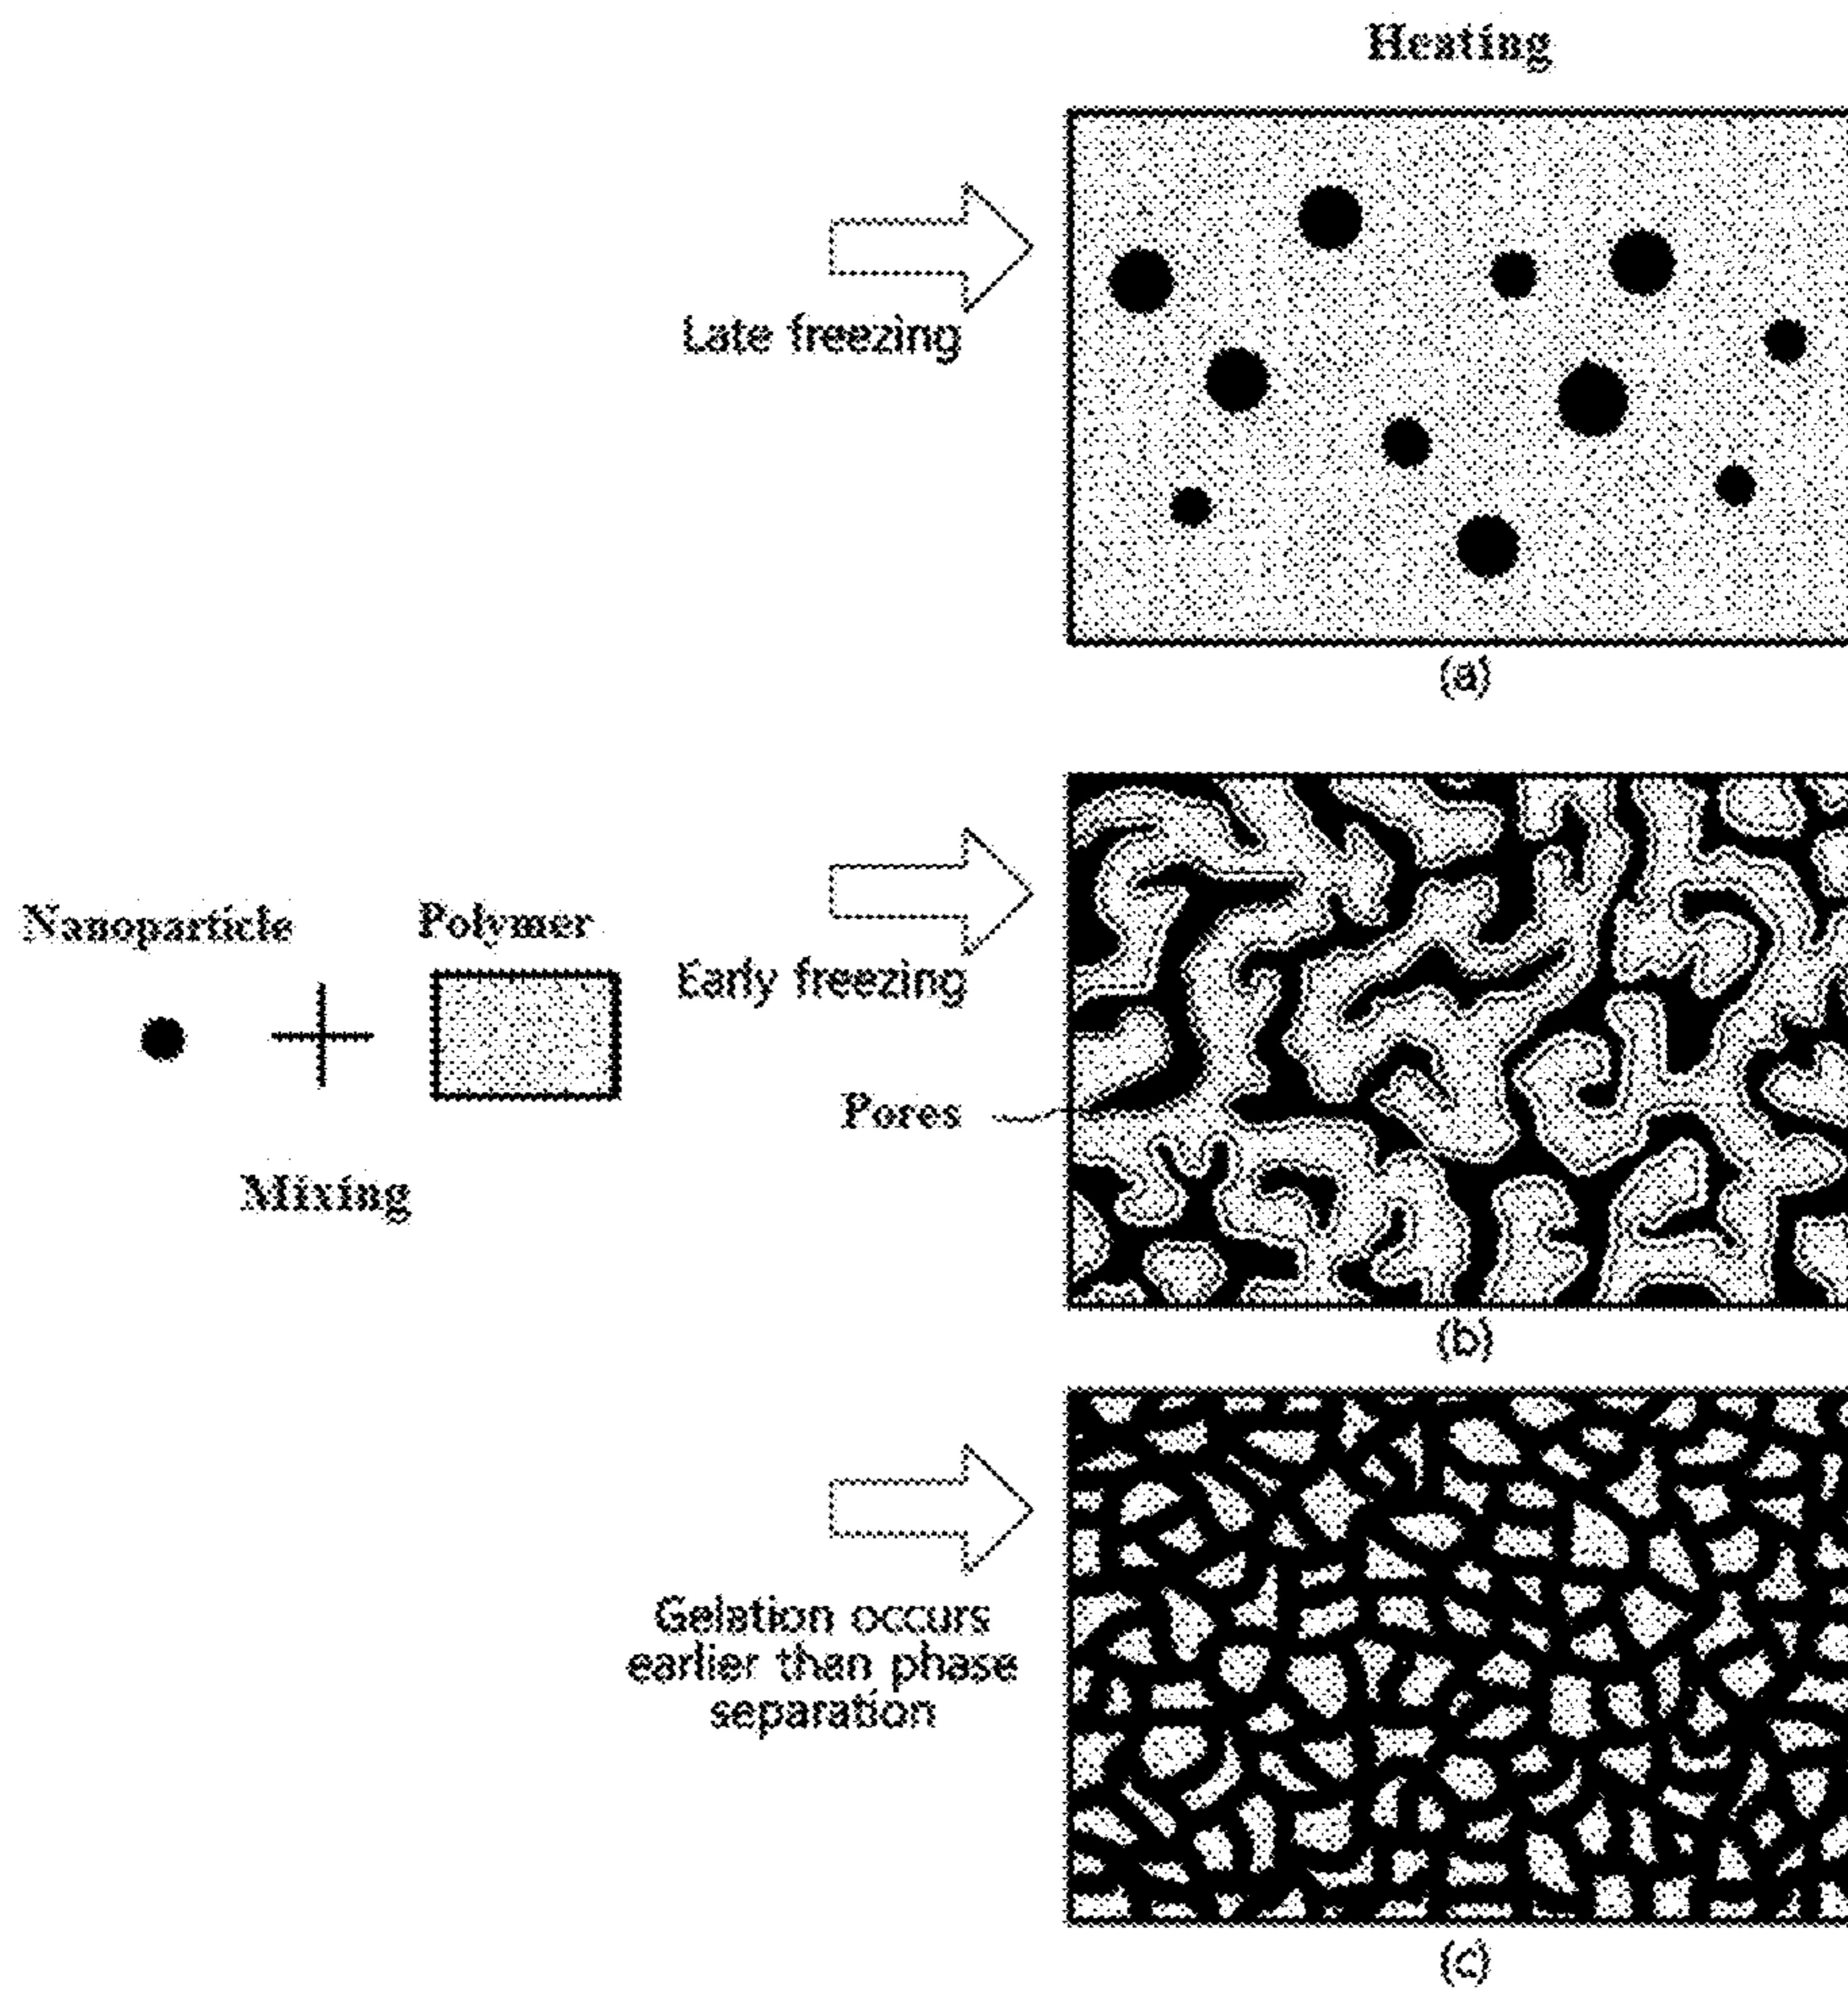 Heating
Late freezing
(a)
Nanoparticle
Polymer
Early freezing
Pores
Mixing
(b)
Gelation occurs
earlier than phase
separation
(c)